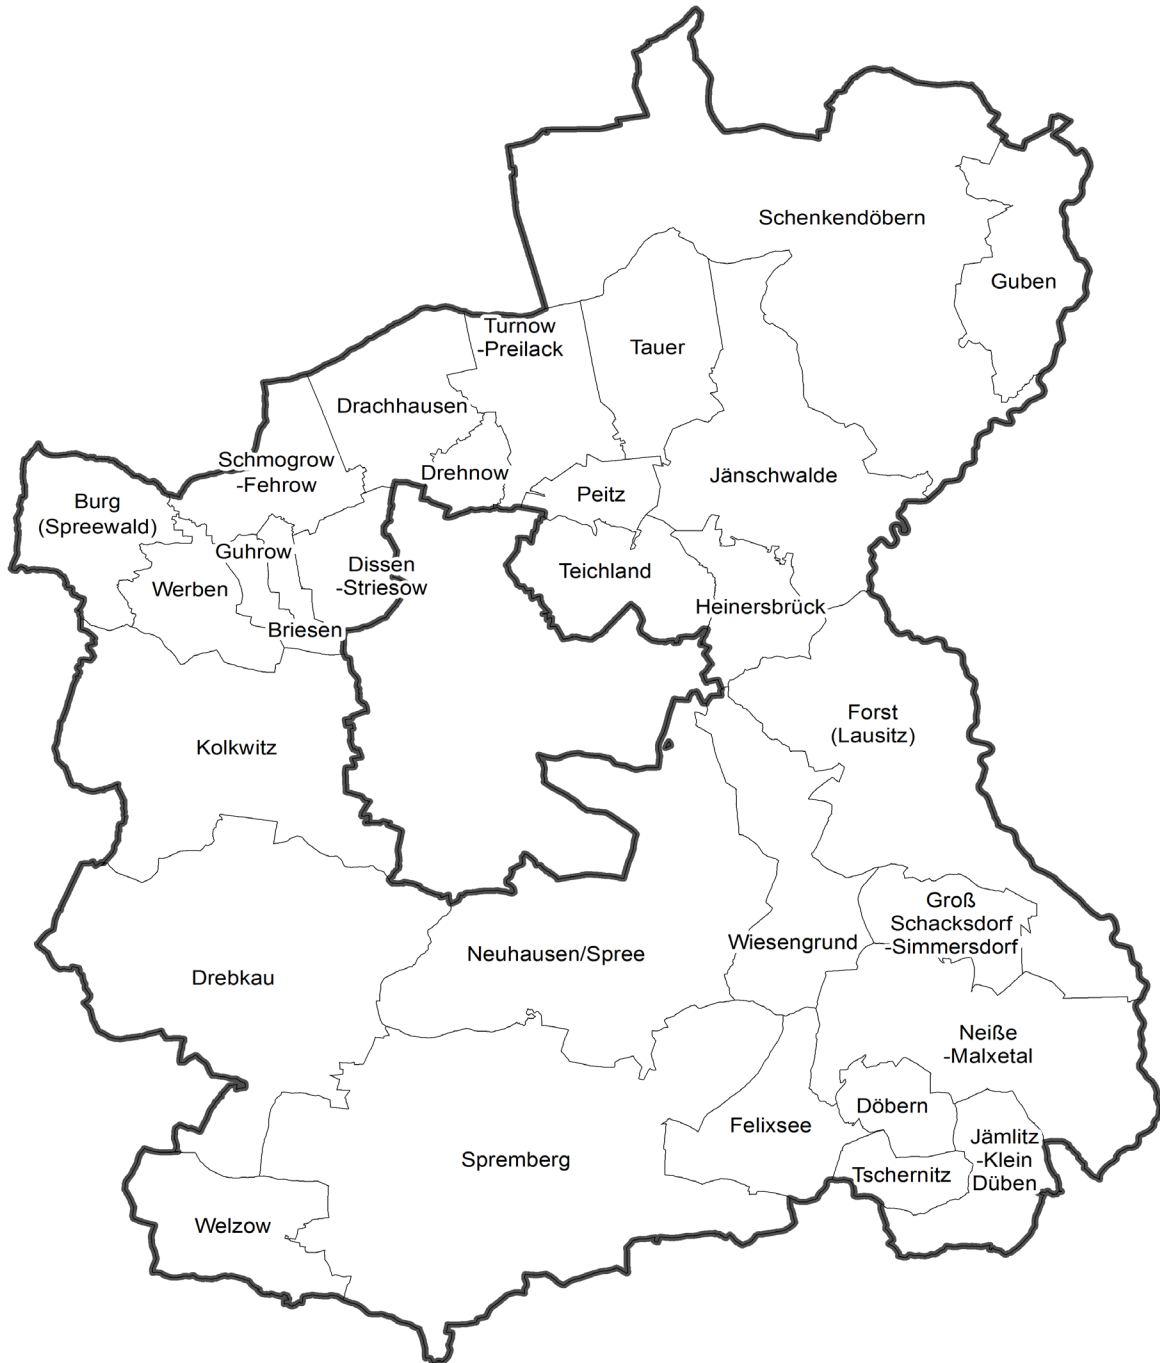 Schenkendöbern
Guben
Turnow
-Preilack
Tauer
Drachhausen
Schmogrow
-Fehrow
Drehnow
Peitz
Jänschwalde
Burg
(Spreewald)
Guhrow
Werben
Briesen
Dissen
-Striesow
Teichland
Heinersbrück
Kolkwitz
Forst
(Lausitz)
Groß
Schacksdorf
-Simmersdorf
Wiesengrund
Neuhausen/Spree
Drebkau
Neiße
-Malxetal
Döbern
Felixsee
Jämlitz
-Klein
Düben
Tschernitz
Spremberg
Welzow